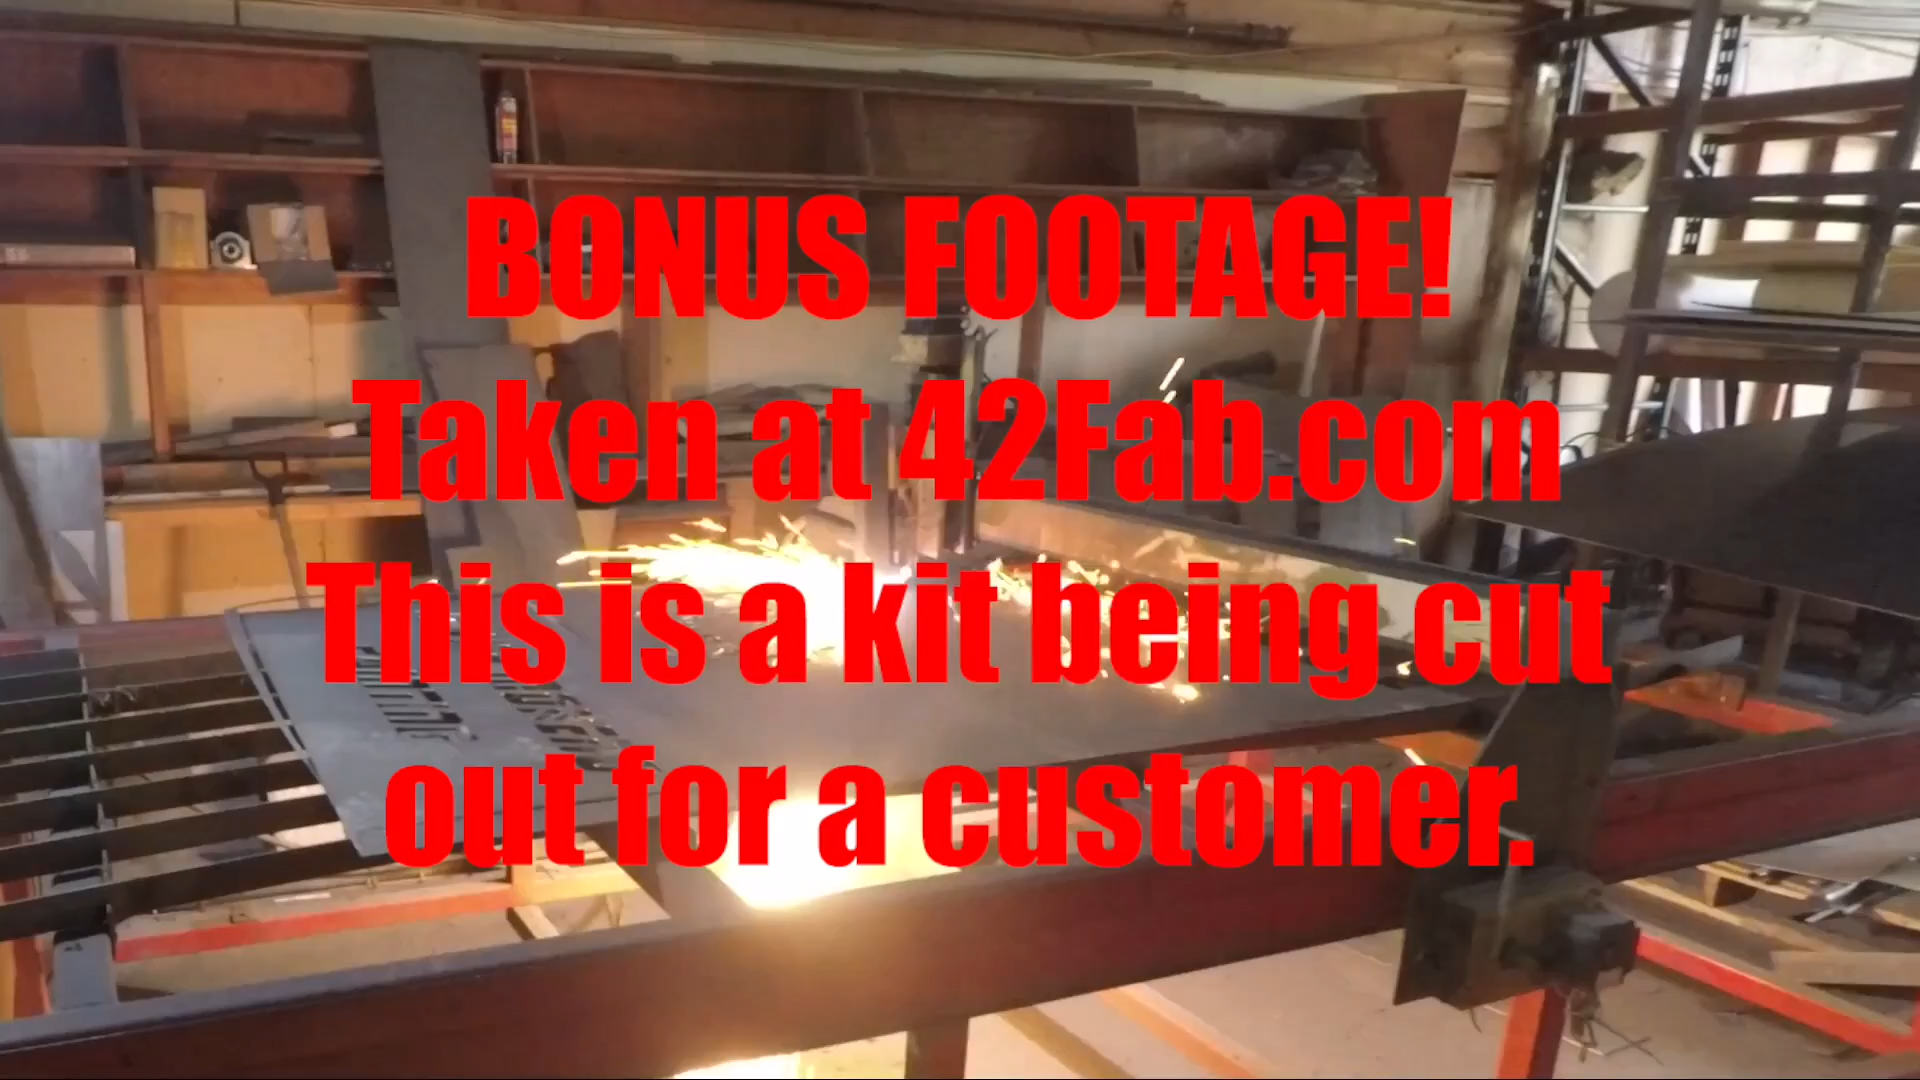 BONUS FOOTAGE!
Taken at 42Fab.com
This is a kit being cut
out for a customer.